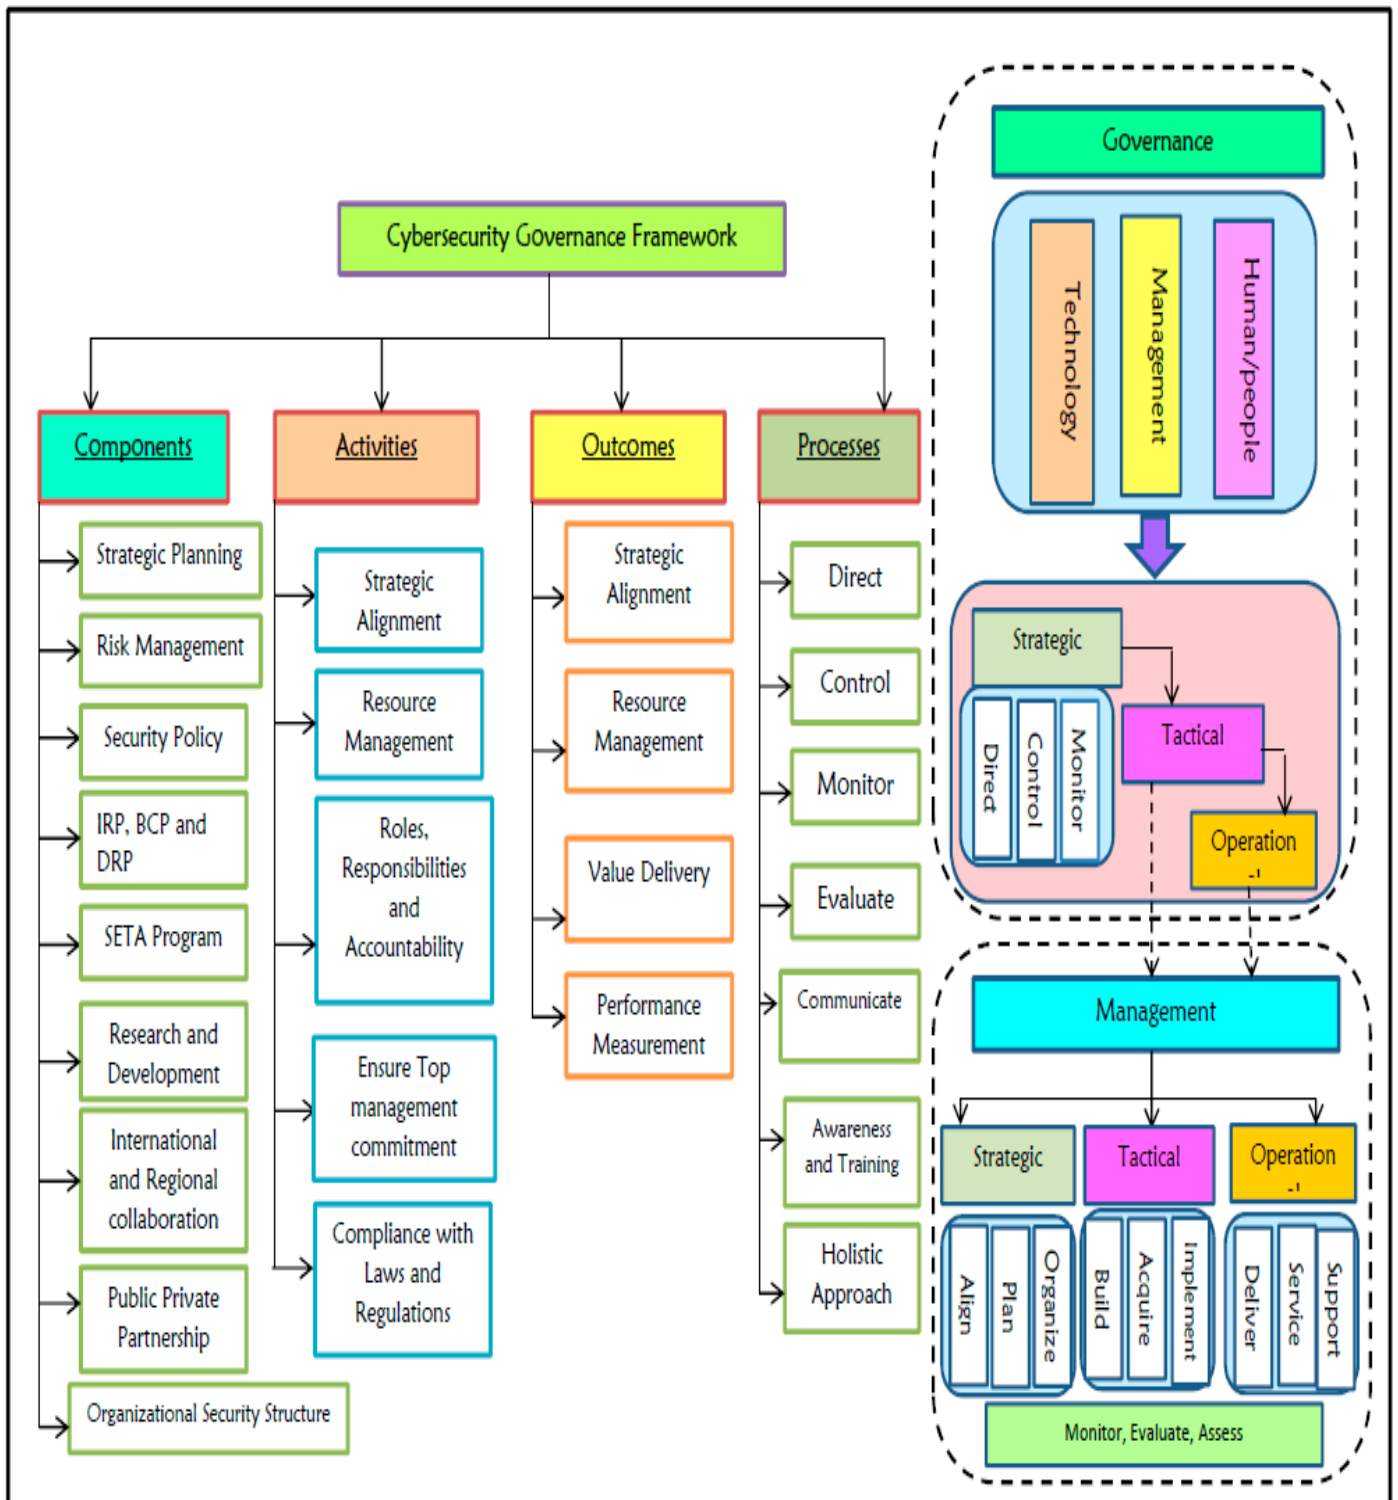 Cybersecurity Governance Framework
Components
Strategic Planning
Risk Management
Security Policy
IRP, BCP and
DRP
SETA Program
Research and
Development
International
and Regional
collaboration
Public Private
Partnership
Organizational Security Structure
Activities
Strategic
Alignment
Resource
Management
Roles,
Responsibilities
and
Accountability
Ensure Top
management
commitment
Compliance with
Laws and
Regulations
Outcomes
Strategic
Alignment
Resource
Management
Value Delivery
Performance
Measurement
Processes
Direct
Control
Monitor
Evaluate
Communicate
Awareness
and Training
Holistic
Approach
Governance
Technology
Management
Human/people
Strategic
Direct
Control
Monitor
Tactical
Operation
Management
Strategic
Align
Plan
Organize
Tactical
Build
Acquire
Implement
Operation
Deliver
Service
Support
Monitor, Evaluate, Assess